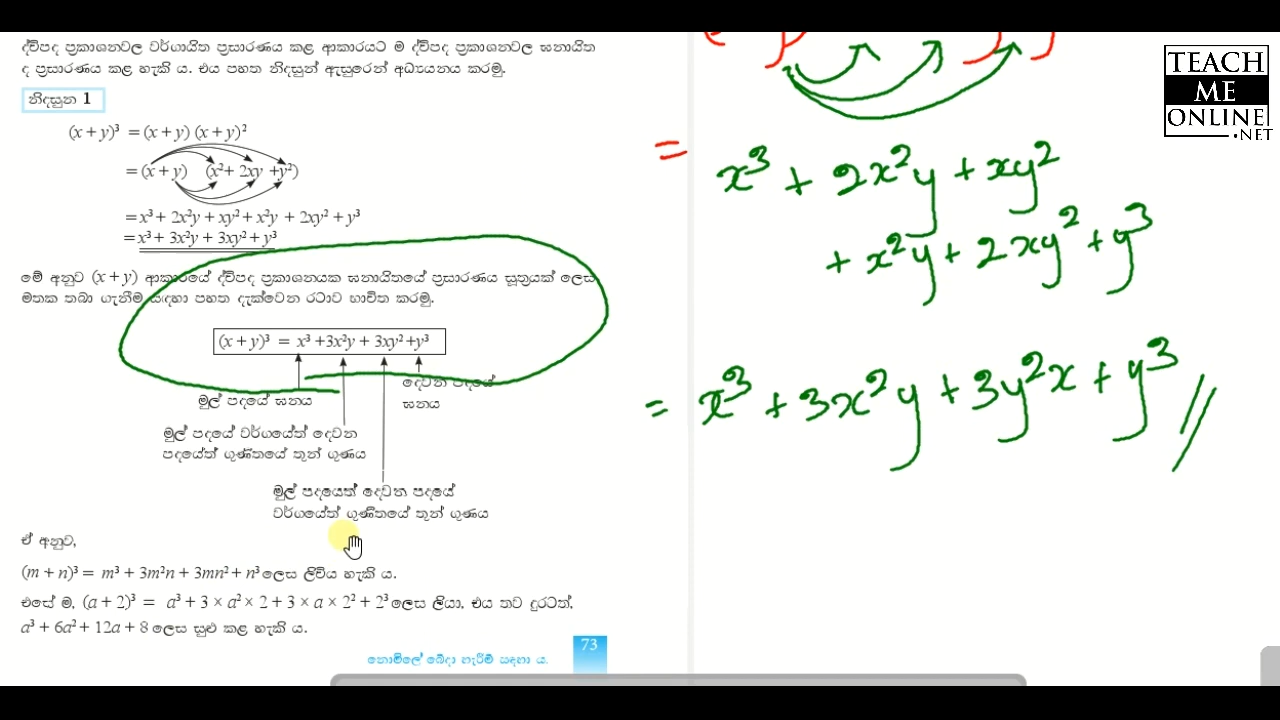 ද්විපද ප්‍රකාශනවල වර්ගායිත ප්‍රසාරණය කළ ආකාරයට ම ද්විපද ප්‍රකාශනවල ඝනායිත
ද ප්‍රසාරණය කළ හැකි ය. එය පහත නිදසුන් ඇසුරෙන් අධ්‍යයනය කරමු.
නිදසුන 1
(x + y)³ = (x + y) (x + y)²
= (x + y) (x² + 2xy + y²)
= x³ + 2x²y + xy² + x²y + 2xy² + y³
= x³ + 3x²y + 3xy² + y³
මේ අනුව (x + y) ආකාරයේ ද්විපද ප්‍රකාශනයක ඝනායිතයේ ප්‍රසාරණය සූත්‍රයක් ලෙස
මතක තබා ගැනීම සඳහා පහත දැක්වෙන රටාව භාවිත කරමු.
(x + y)³ = x³ +3x²y + 3xy² +y³
දෙවන පදයේ
ඝනය
මුල් පදයේ ඝනය
මුල් පදයේ වර්ගයේත් දෙවන
පදයේත් ගුණිතයේ තුන් ගුණය
මුල් පදයෙත් දෙවන පදයේ
වර්ගයේත් ගුණිතයේ තුන් ගුණය
ඒ අනුව,
(m + n)³ = m³ + 3m²n + 3mn² + n³ ලෙස ලිවිය හැකි ය.
එසේ ම, (a + 2)³ = a³ + 3 × a² × 2 + 3 × a × 2² + 2³ ලෙස ලියා, එය තව දුරටත්,
a³ + 6a² + 12a + 8 ලෙස සුළු කළ හැකි ය.
නොමිලේ බෙදා හැරීම සඳහා ය.
73
= x³ + 2x²y + xy²
+ x²y + 2xy² + y³
= x³ + 3x²y + 3y²x + y³ //
TEACH
ME
ONLINE.
.NET